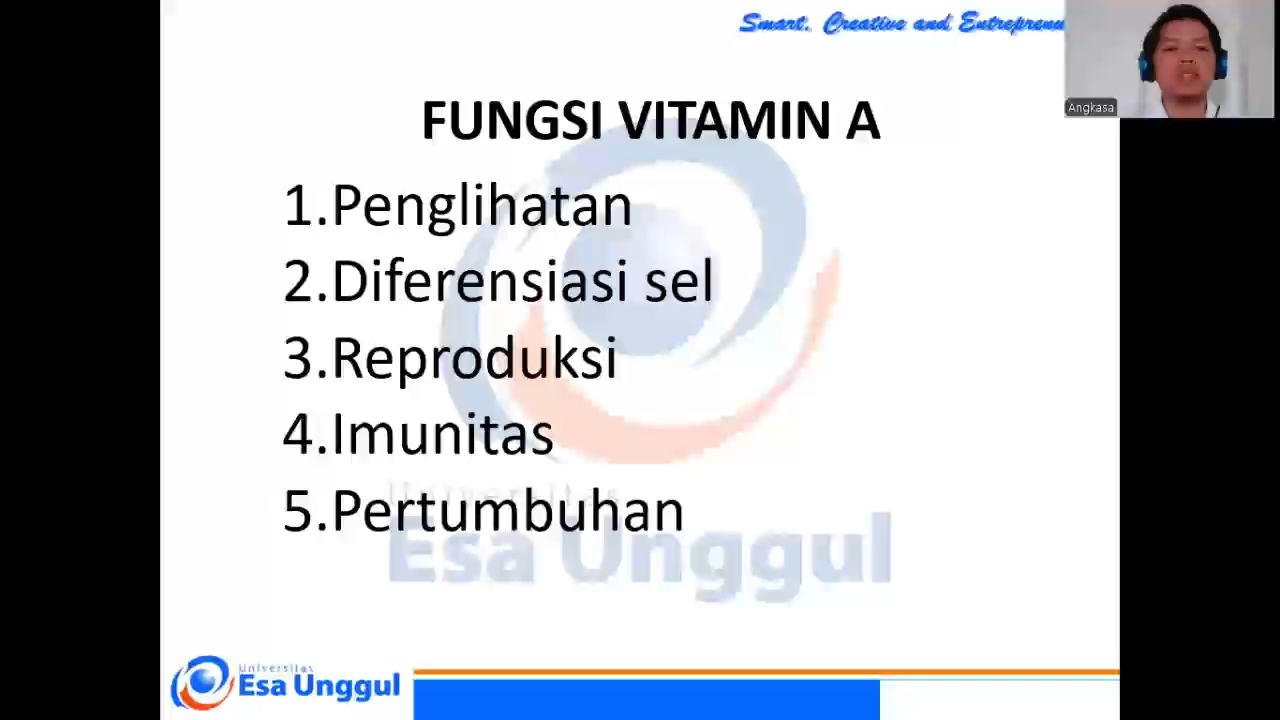 Smart, Creative and Entrepreneu
Angkasa
FUNGSI VITAMIN A
1.Penglihatan
2.Diferensiasi sel
3.Reproduksi
4.Imunitas
5.Pertumbuhan
Universitas
Esa Unggul
Universitas
Esa Unggul